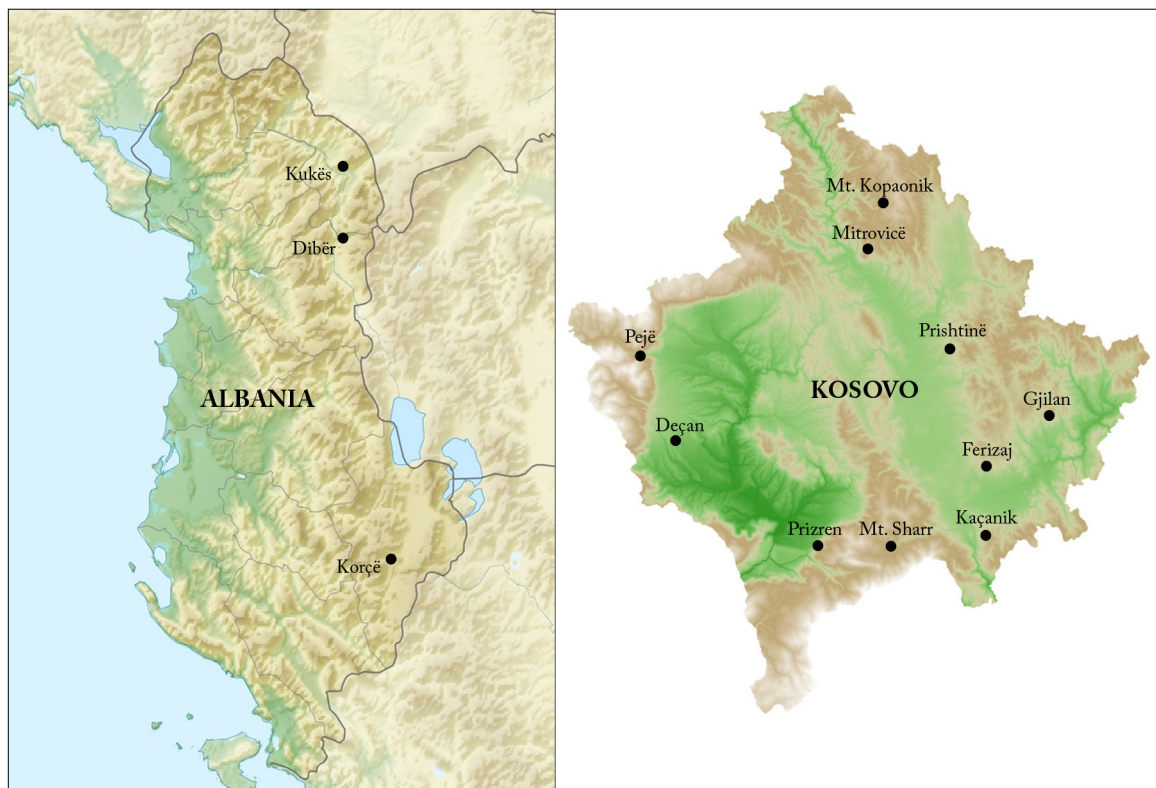 Kukës
Dibër
ALBANIA
Korçë
Mt. Kopaonik
Mitrovicë
Prishtinë
Pejë
KOSOVO
Gjilan
Deçan
Ferizaj
Prizren
Mt. Sharr
Kaçanik